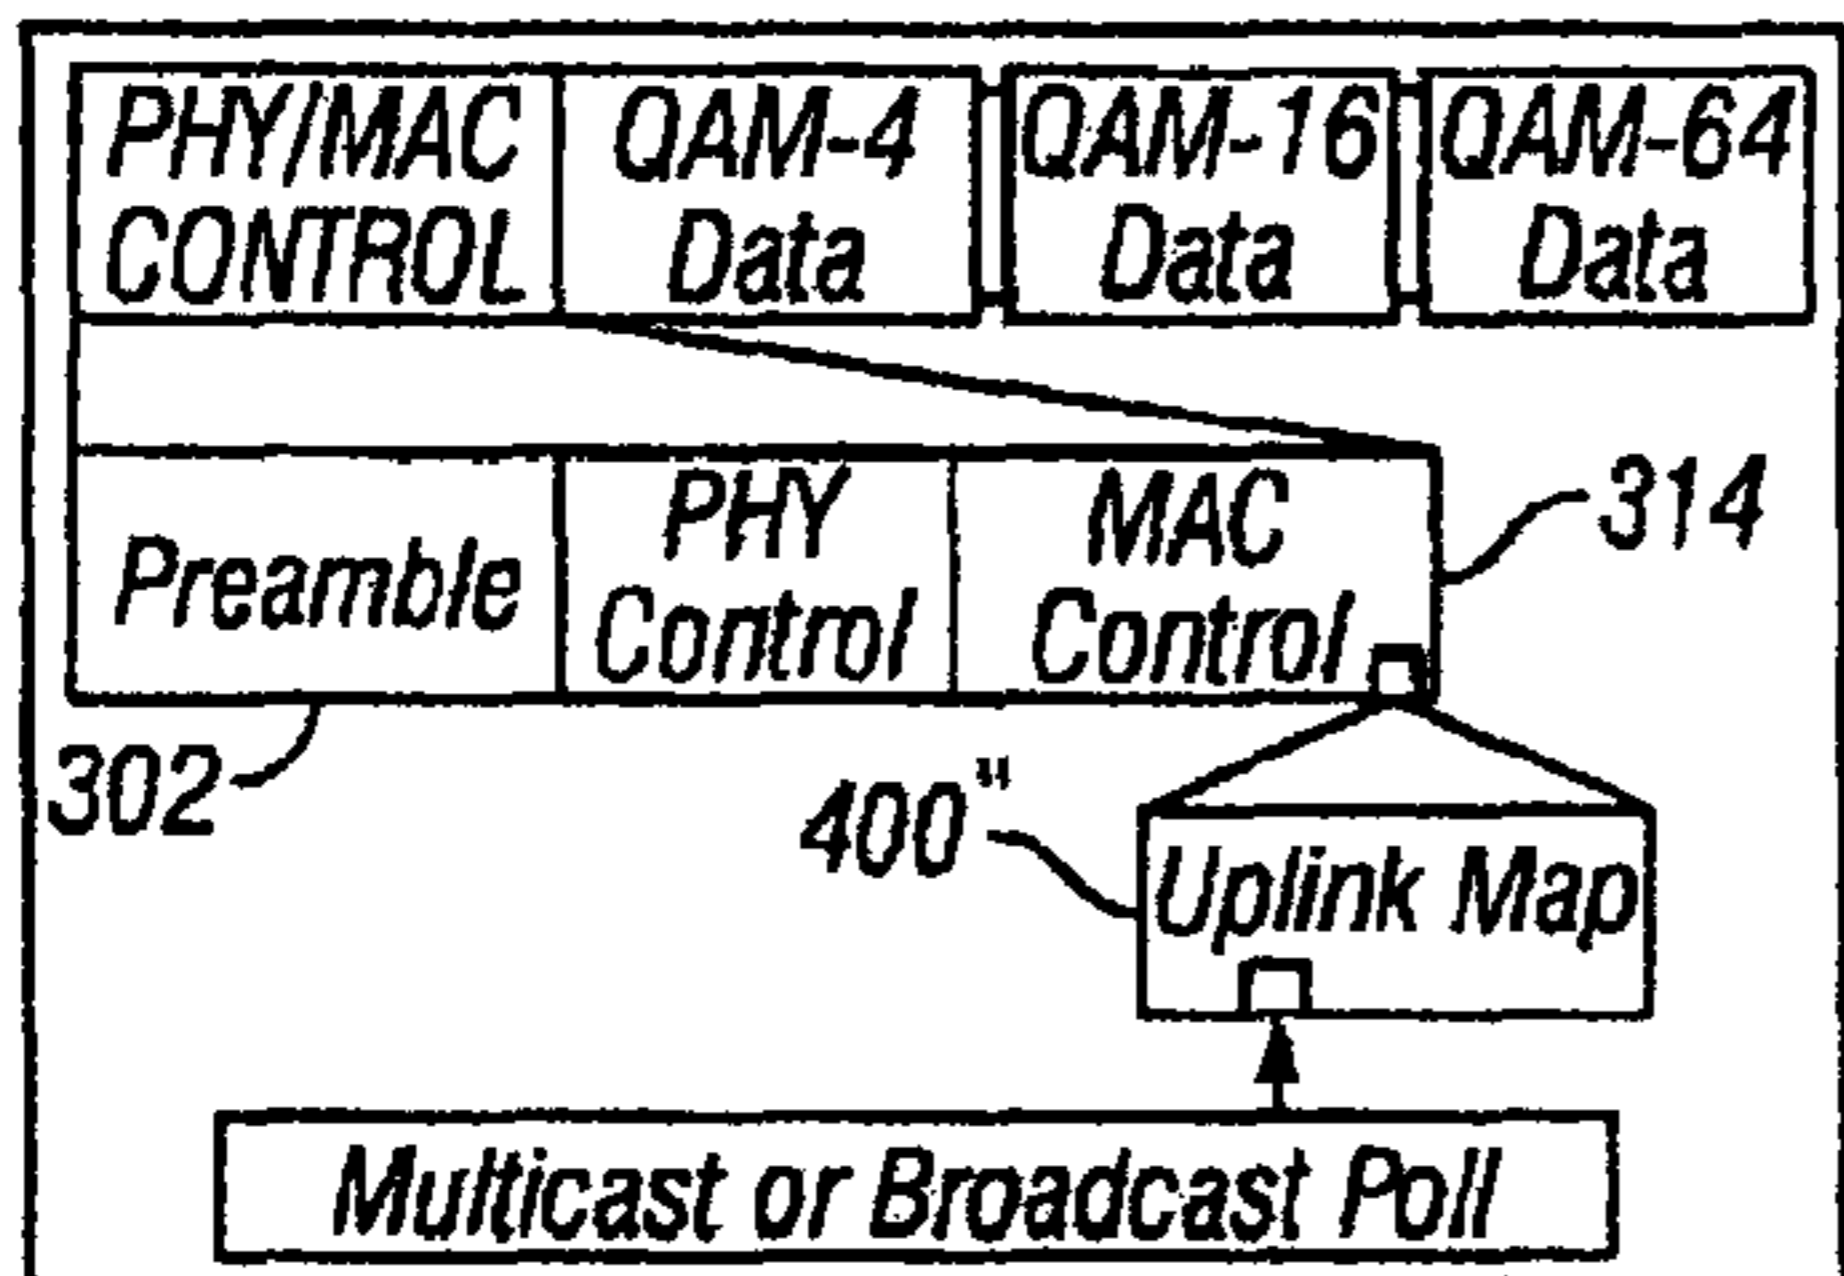 PHY/MAC
CONTROL
QAM-4
Data
QAM-16
Data
QAM-64
Data
Preamble
PHY
Control
MAC
Control
314
302
400"
Uplink Map
Multicast or Broadcast Poll